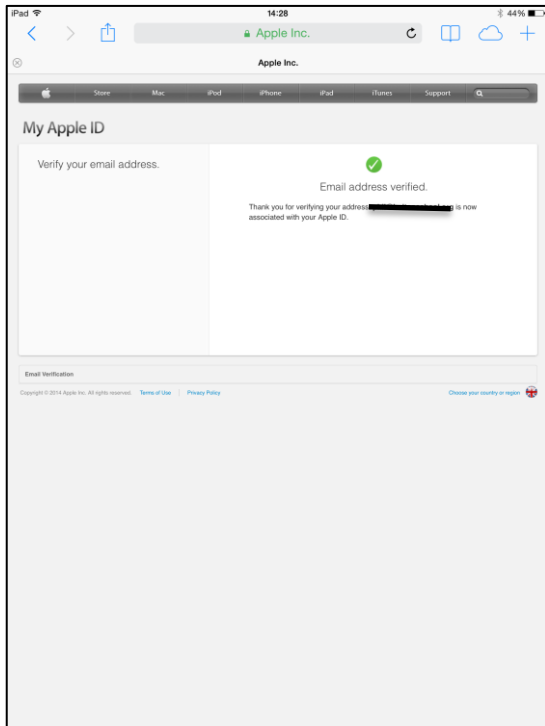 iPad 14:28 44%
Apple Inc.
Apple Inc.
Store Mac iPod iPhone iPad iTunes Support
My Apple ID
Verify your email address.
Email address verified.
Thank you for verifying your address is now
associated with your Apple ID.
Email Verification
Copyright © 2014 Apple Inc. All rights reserved. Terms of Use Privacy Policy Choose your country or region